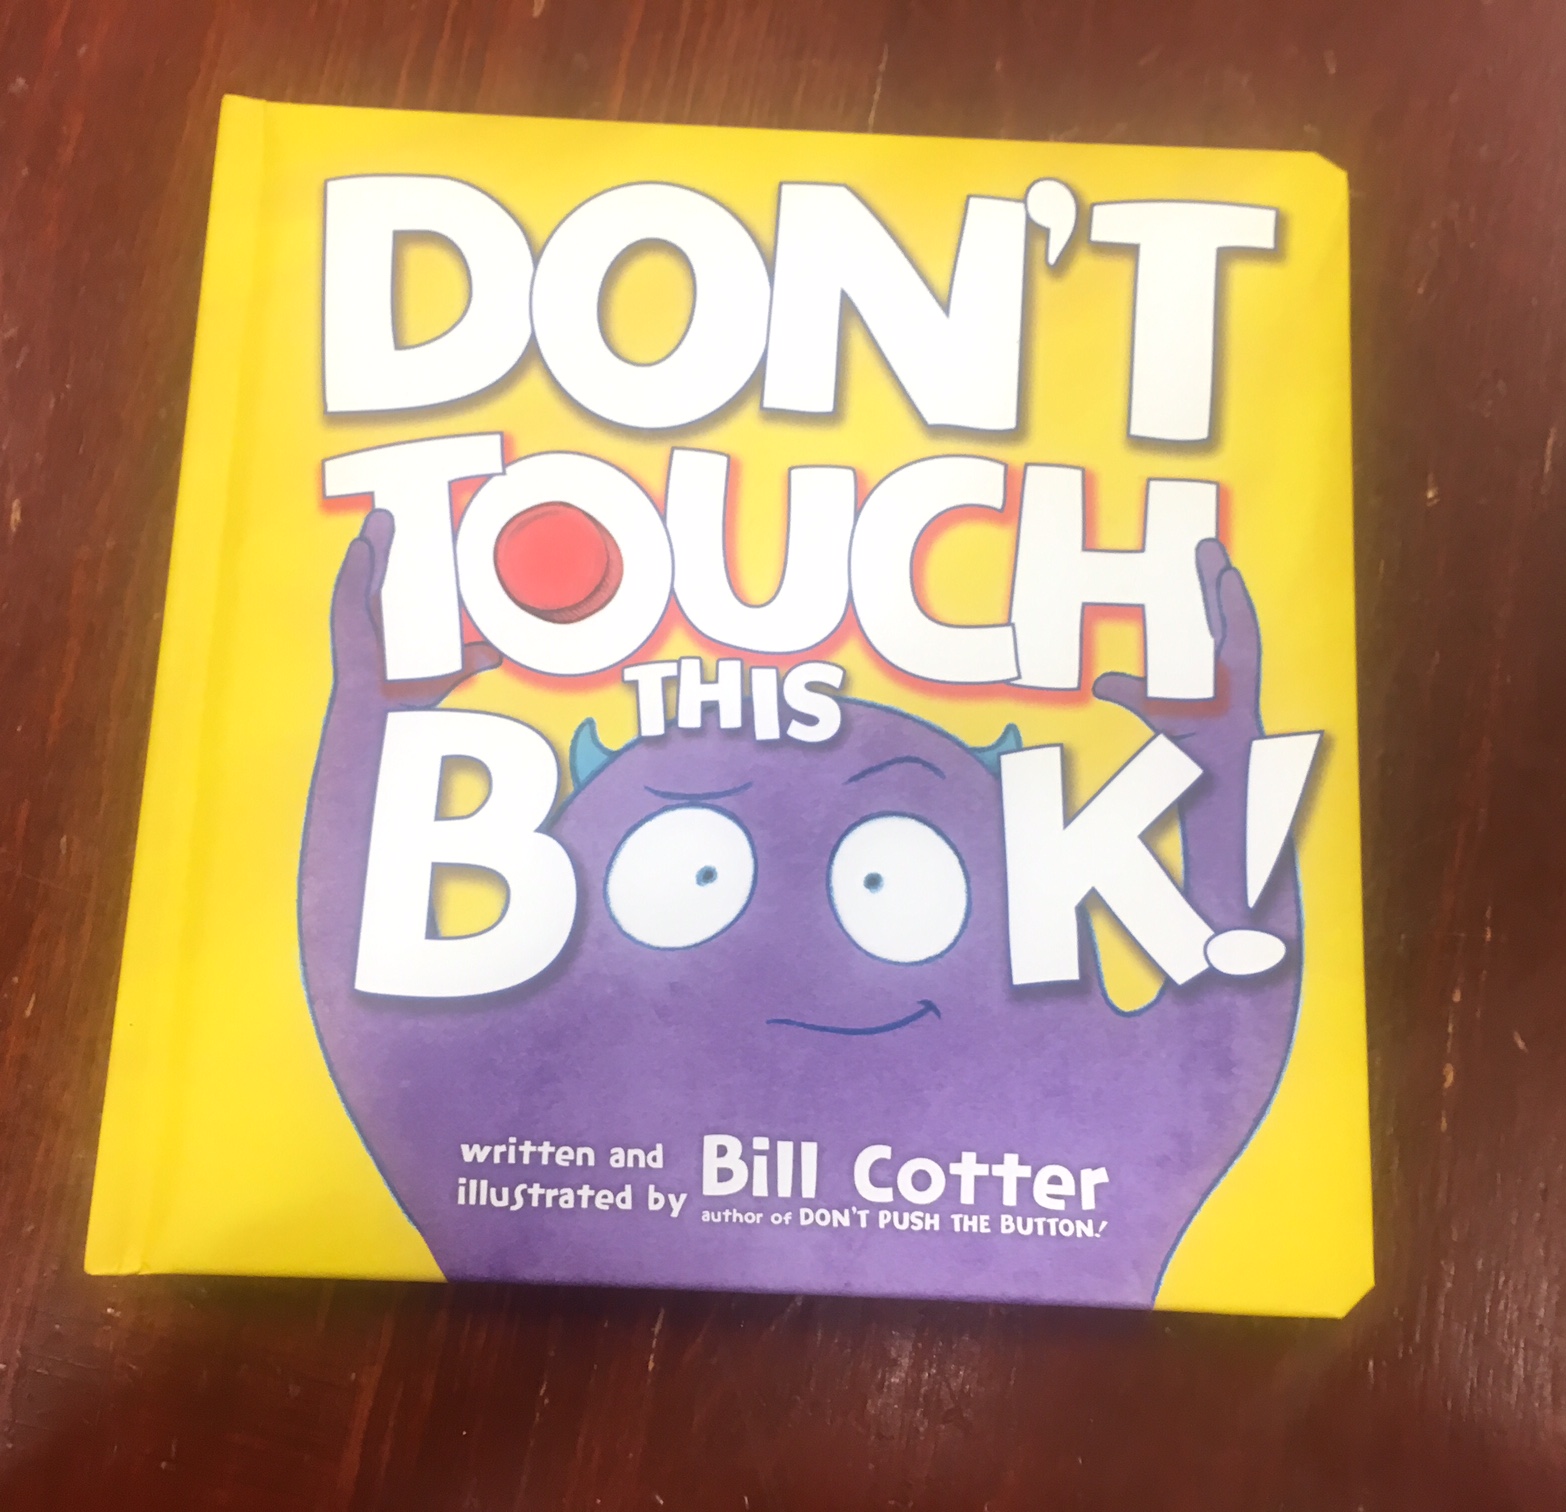 DON'T
TOUCH
THIS
BOOK!
written and
illustrated by Bill Cotter
author of DON'T PUSH THE BUTTON!